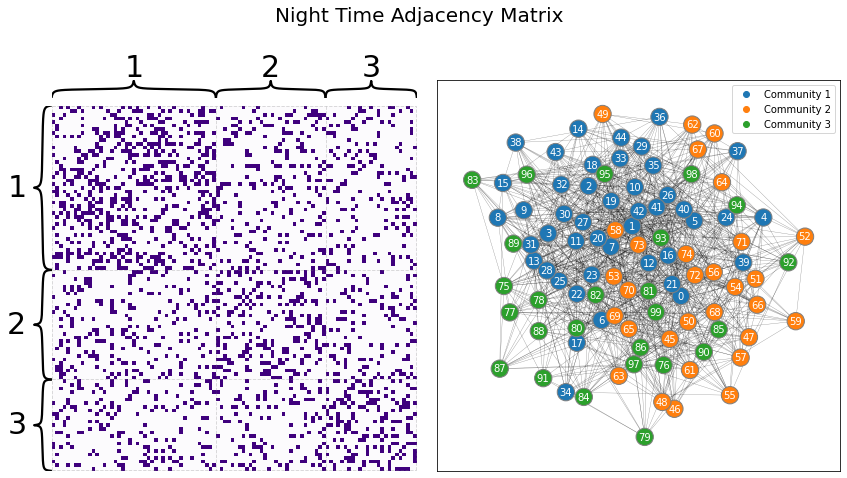 Night Time Adjacency Matrix
1 2 3
1
2
3
Community 1
Community 2
Community 3
49 36 62 60
14 44 67 37
38 43 29
18 33 35 98
83 96 95 64
15 32 2 10 26
19 94
8 9 30 42 41 40 24 4
27 1 5
3 58 52
89 31 11 20 7 73 93 71
13 12 16 74 39 92
28 25 23 53 72 56 51
75 22 82 70 81 21 0 54
78 66
77 6 69 99 68
88 80 65 50 85 59
17 45 47
86 90 57
87 97 76 61
91 63
34 84 48 46 55
79